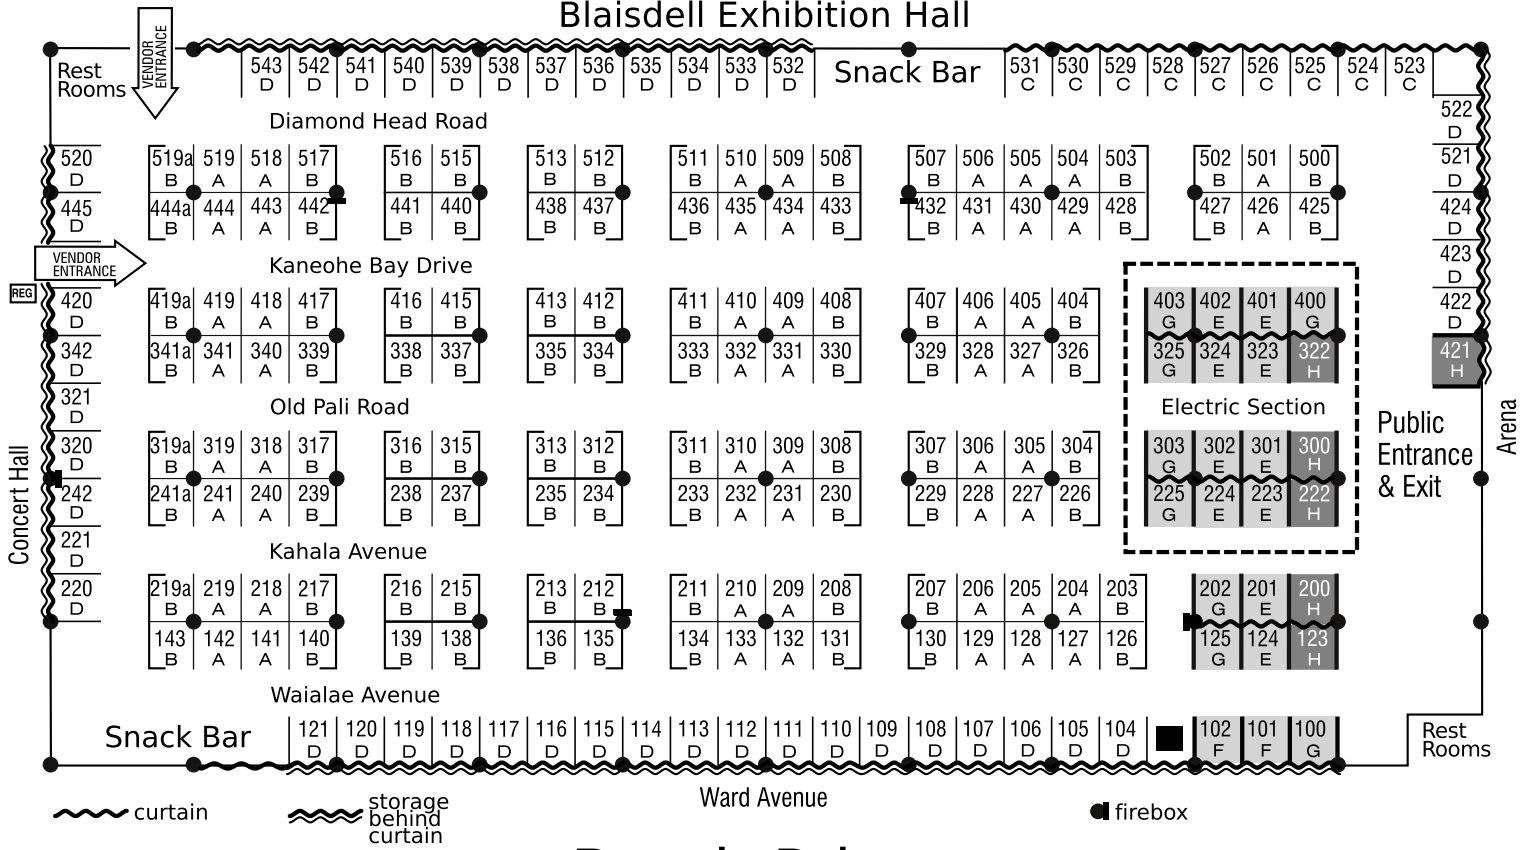 Blaisdell Exhibition Hall
VENDOR
ENTRANCE
Rest
Rooms
543 542 541 540 539 538 537 536 535 534 533 532
D D D D D D D D D D D D
Snack Bar
531 530 529 528 527 526 525 524 523
C C C C C C C C C
522
D
Diamond Head Road
520
D
519a 519 518 517 516 515 513 512 511 510 509 508 507 506 505 504 503 502 501 500
B A A B B B B B B A A B B A A A B B A B
521
D
445
D
444a 444 443 442 441 440 438 437 436 435 434 433 432 431 430 429 428 427 426 425
B A A B B B B B B A A B B A A A B B A B
424
D
VENDOR
ENTRANCE
Kaneohe Bay Drive
423
D
REG
420
D
419a 419 418 417 416 415 413 412 411 410 409 408 407 406 405 404 403 402 401 400
B A A B B B B B B A A B B A A B G E E G
422
D
342
D
341a 341 340 339 338 337 335 334 333 332 331 330 329 328 327 326 325 324 323 322
B A A B B B B B B A A B B A A B G E E H
421
H
321
D
Old Pali Road
Electric Section
Public
Entrance
& Exit
Arena
Concert Hall
320
D
319a 319 318 317 316 315 313 312 311 310 309 308 307 306 305 304 303 302 301 300
B A A B B B B B B A A B B A A B G E E H
242
D
241a 241 240 239 238 237 235 234 233 232 231 230 229 228 227 226 225 224 223 222
B A A B B B B B B A A B B A A B G E E H
221
D
Kahala Avenue
220
D
219a 219 218 217 216 215 213 212 211 210 209 208 207 206 205 204 203 202 201 200
B A A B B B B B B A A B B A A A B G E H
143 142 141 140 139 138 136 135 134 133 132 131 130 129 128 127 126 125 124 123
B A A B B B B B B A A B B A A A B G E H
Waialae Avenue
Snack Bar
121 120 119 118 117 116 115 114 113 112 111 110 109 108 107 106 105 104 102 101 100
D D D D D D D D D D D D D D D D D D F F G
Rest
Rooms
Ward Avenue
curtain
storage
behind
curtain
firebox